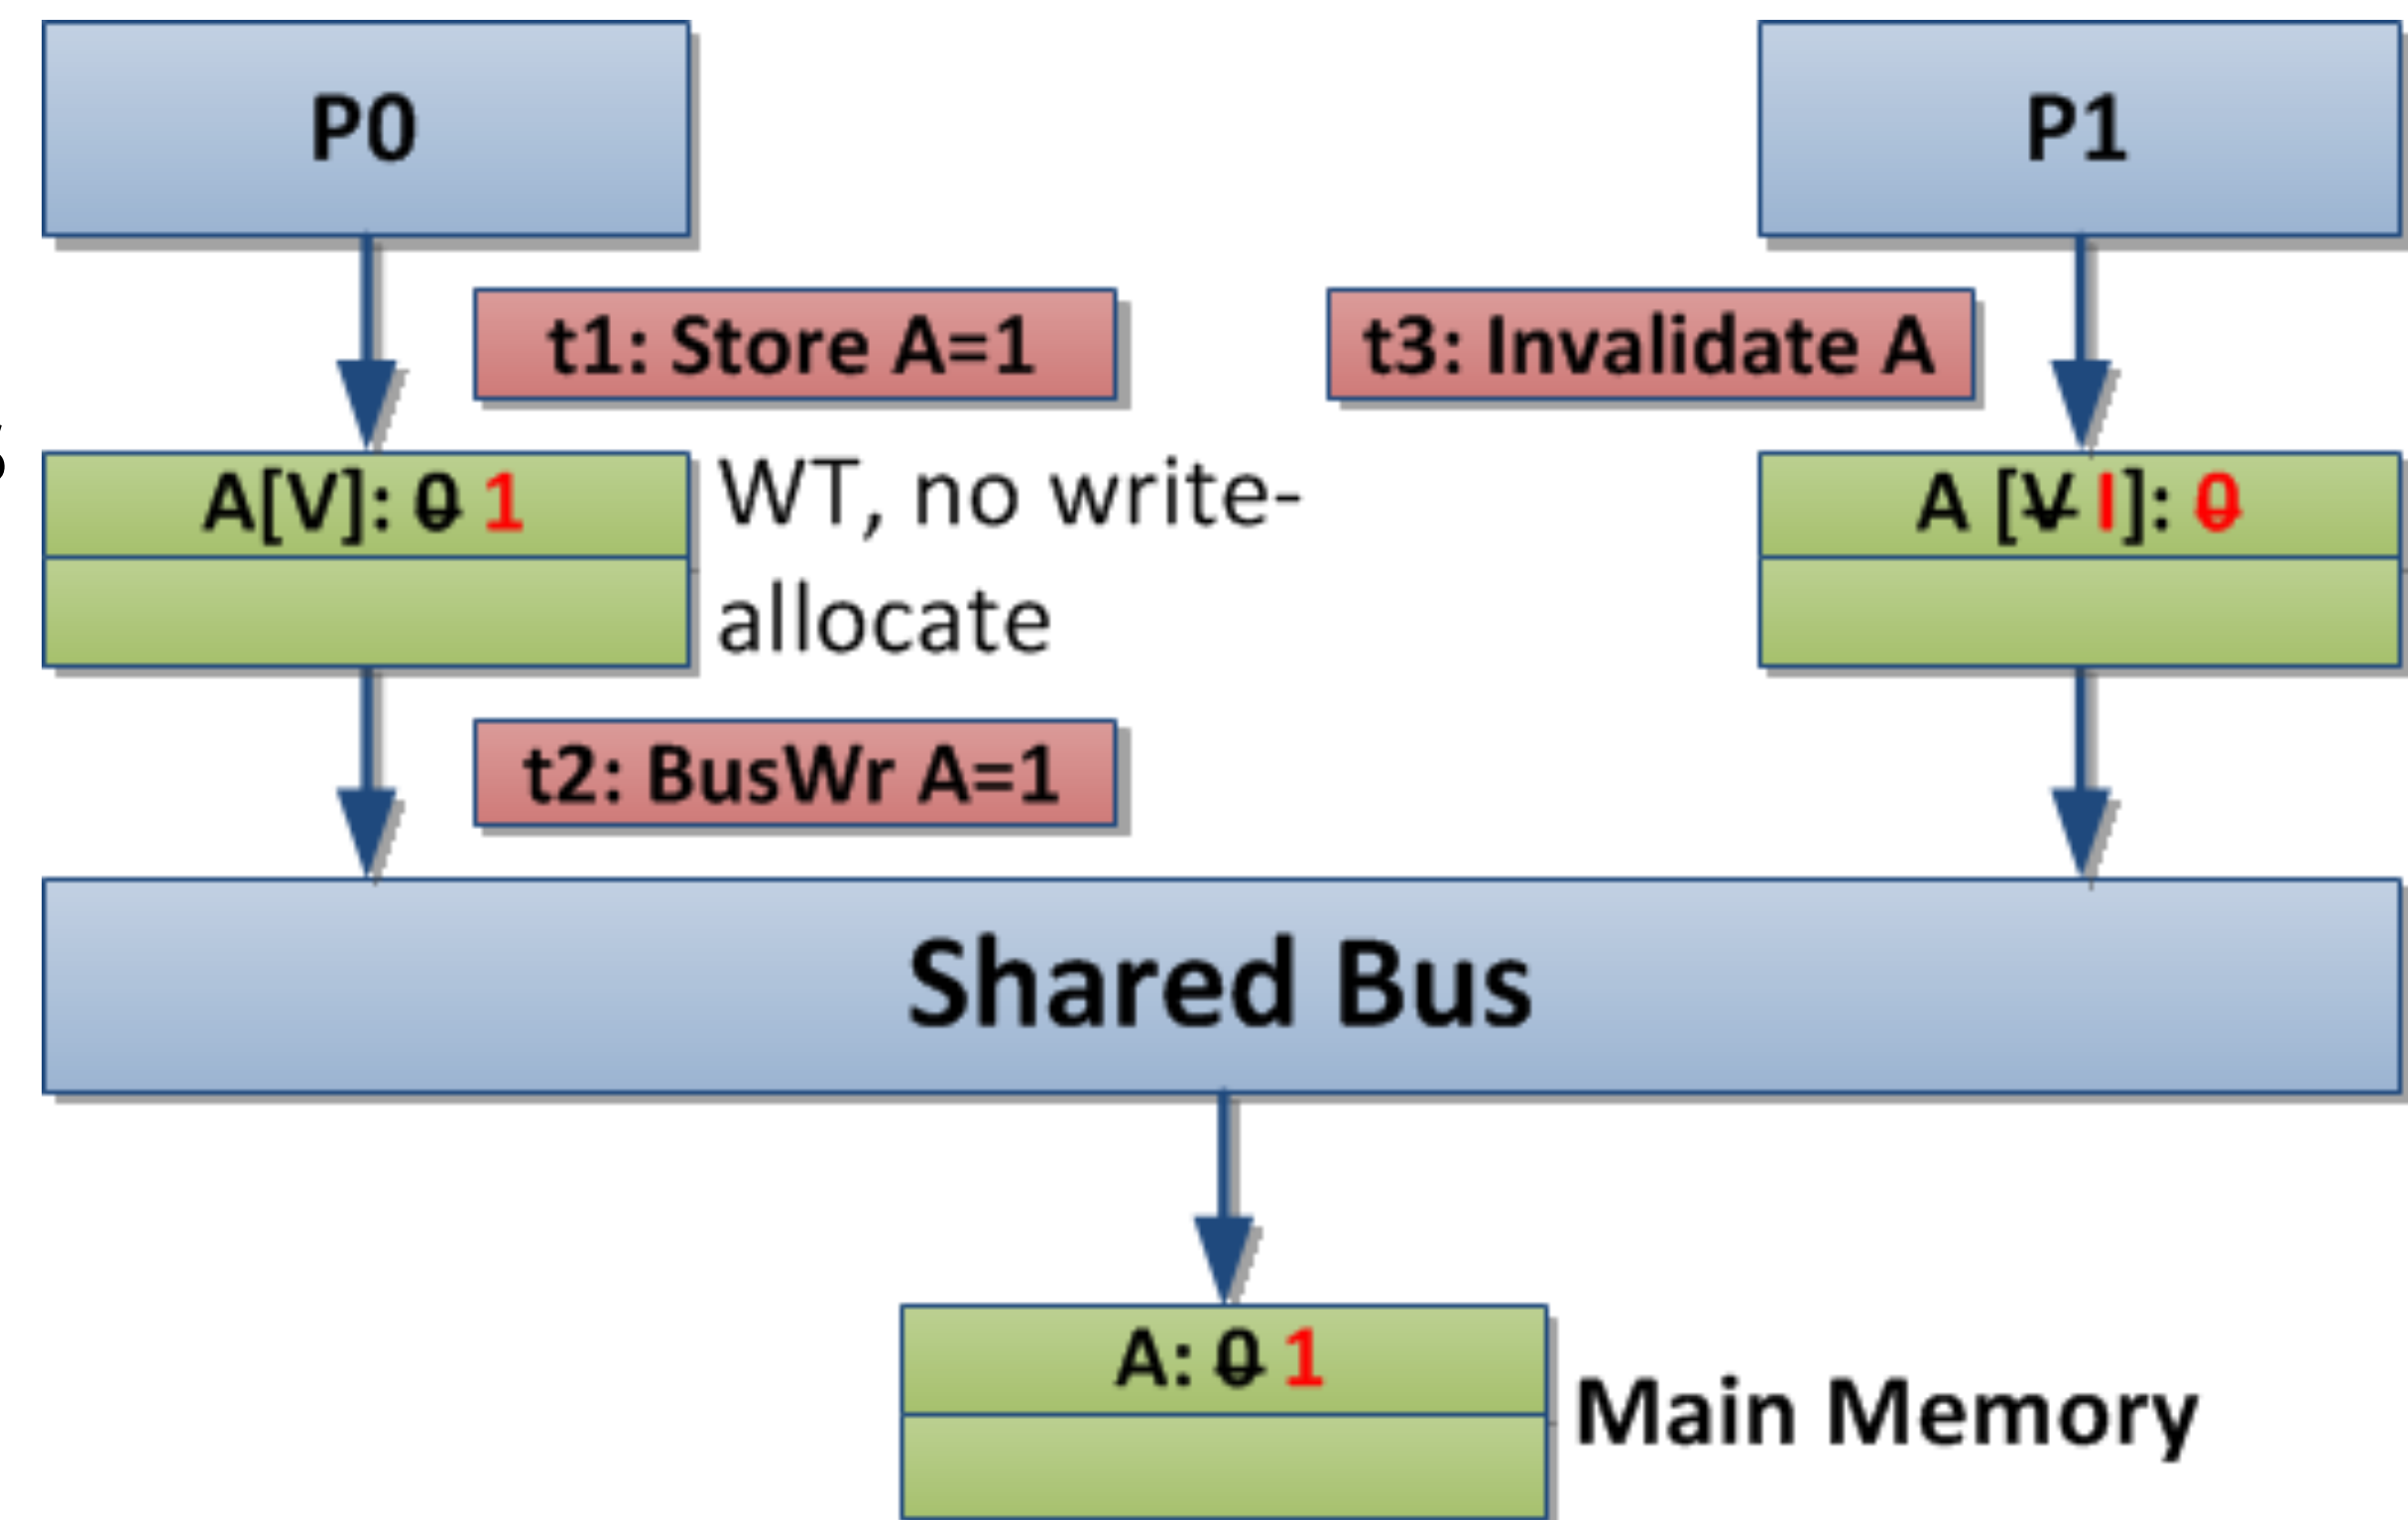 P0
P1
t1: Store A=1
t3: Invalidate A
A[V]: 0 1
WT, no write-
allocate
A [V I]: 0
t2: BusWr A=1
Shared Bus
A: 0 1
Main Memory